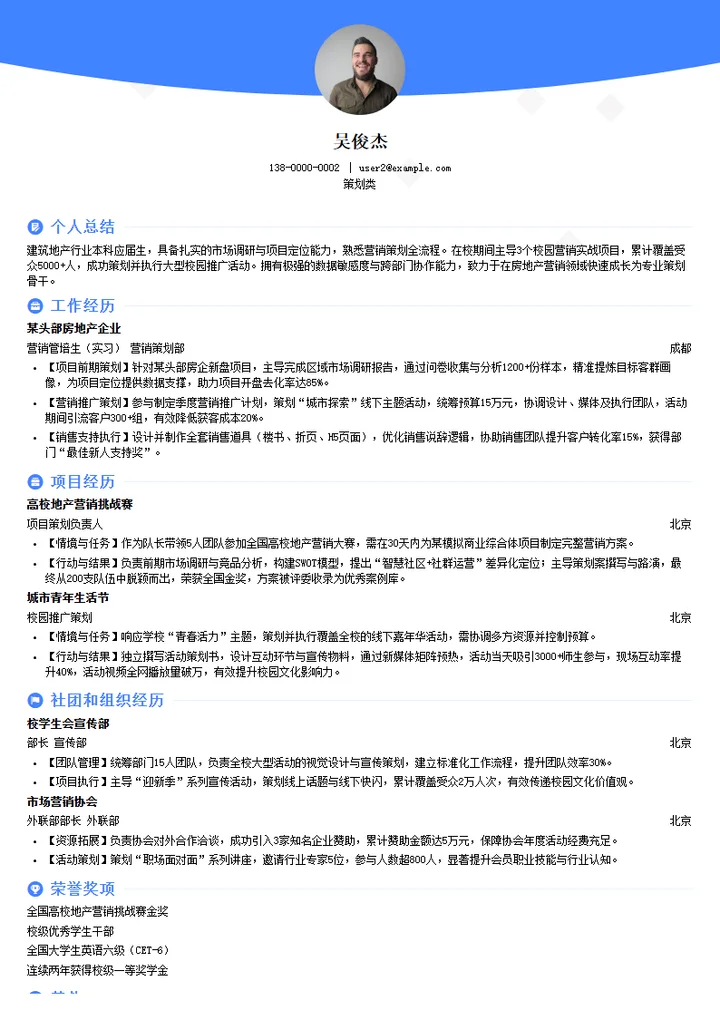 吴俊杰
138-0000-0002 | user2@example.com
策划类
个人总结
建筑地产行业本科应届生，具备扎实的市场调研与项目定位能力，熟悉营销策划全流程。在校期间主导3个校园营销实战项目，累计覆盖受
众5000+人，成功策划并执行大型校园推广活动。拥有极强的数据敏感度与跨部门协作能力，致力于在房地产营销领域快速成长为专业策划
骨干。
工作经历
某头部房地产企业
营销管培生（实习） 营销策划部 成都
• 【项目前期策划】针对某头部房企新盘项目，主导完成区域市场调研报告，通过问卷收集与分析1200+份样本，精准提炼目标客群画
像，为项目定位提供数据支撑，助力项目开盘去化率达85%。
• 【营销推广策划】参与制定季度营销推广计划，策划“城市探索”线下主题活动，统筹预算15万元，协调设计、媒体及执行团队，活动
期间引流客户300+组，有效降低获客成本20%。
• 【销售支持执行】设计并制作全套销售道具（楼书、折页、H5页面），优化销售说辞逻辑，协助销售团队提升客户转化率15%，获得部
门“最佳新人支持奖”。
项目经历
高校地产营销挑战赛
项目策划负责人 北京
• 【情境与任务】作为队长带领5人团队参加全国高校地产营销大赛，需在30天内为某模拟商业综合体项目制定完整营销方案。
• 【行动与结果】负责前期市场调研与竞品分析，构建SWOT模型，提出“智慧社区+社群运营”差异化定位；主导策划案撰写与路演，最
终从200支队伍中脱颖而出，荣获全国金奖，方案被评委收录为优秀案例库。
城市青年生活节
校园推广策划 北京
• 【情境与任务】响应学校“青春活力”主题，策划并执行覆盖全校的线下嘉年华活动，需协调多方资源并控制预算。
• 【行动与结果】独立撰写活动策划书，设计互动环节与宣传物料，通过新媒体矩阵预热，活动当天吸引3000+师生参与，现场互动率提
升40%，活动视频全网播放量破万，有效提升校园文化影响力。
社团和组织经历
校学生会宣传部
部长 宣传部 北京
• 【团队管理】统筹部门15人团队，负责全校大型活动的视觉设计与宣传策划，建立标准化工作流程，提升团队效率30%。
• 【项目执行】主导“迎新季”系列宣传活动，策划线上话题与线下快闪，累计覆盖受众2万人次，有效传递校园文化价值观。
市场营销协会
外联部部长 外联部 北京
• 【资源拓展】负责协会对外合作洽谈，成功引入3家知名企业赞助，累计赞助金额达5万元，保障协会年度活动经费充足。
• 【活动策划】策划“职场面对面”系列讲座，邀请行业专家5位，参与人数超800人，显著提升会员职业技能与行业认知。
荣誉奖项
全国高校地产营销挑战赛金奖
校级优秀学生干部
全国大学生英语六级（CET-6）
连续两年获得校级一等奖学金